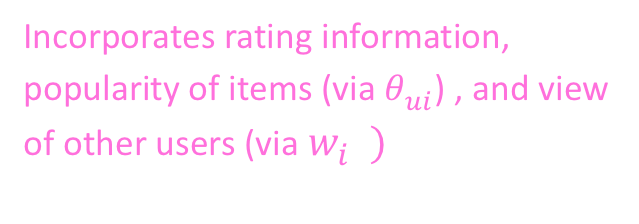 Incorporates rating information,
popularity of items (via θ_ui) , and view
of other users (via w_i )